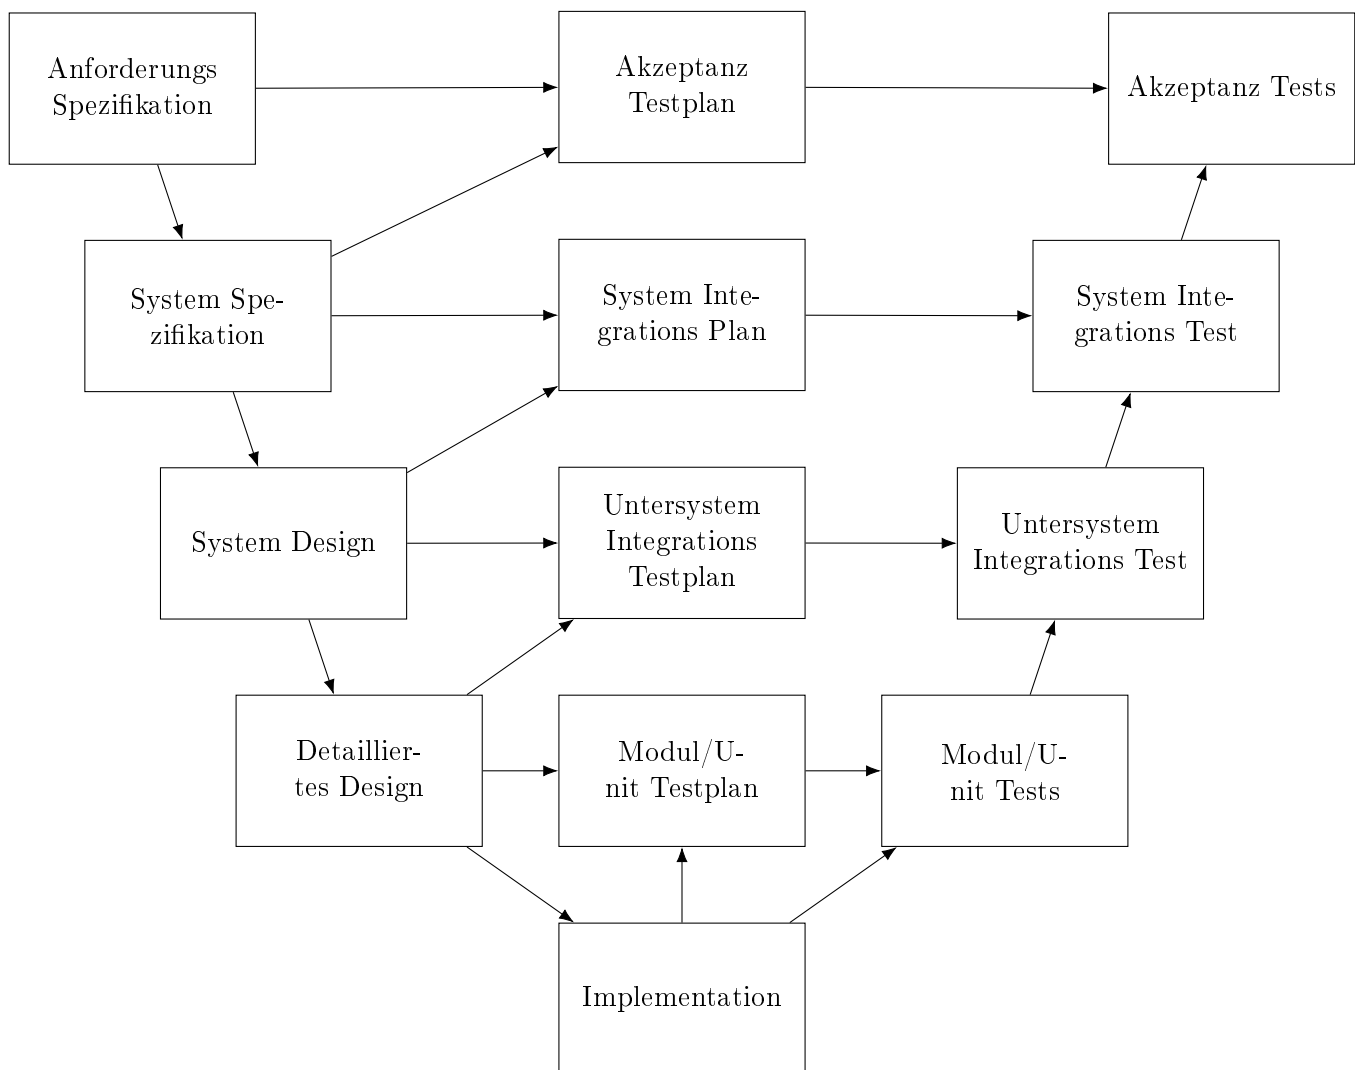 Anforderungs
Spezifikation
Akzeptanz
Testplan
Akzeptanz Tests
System Spe-
zifikation
System Inte-
grations Plan
System Inte-
grations Test
System Design
Untersystem
Integrations
Testplan
Untersystem
Integrations Test
Detaillier-
tes Design
Modul/U-
nit Testplan
Modul/U-
nit Tests
Implementation